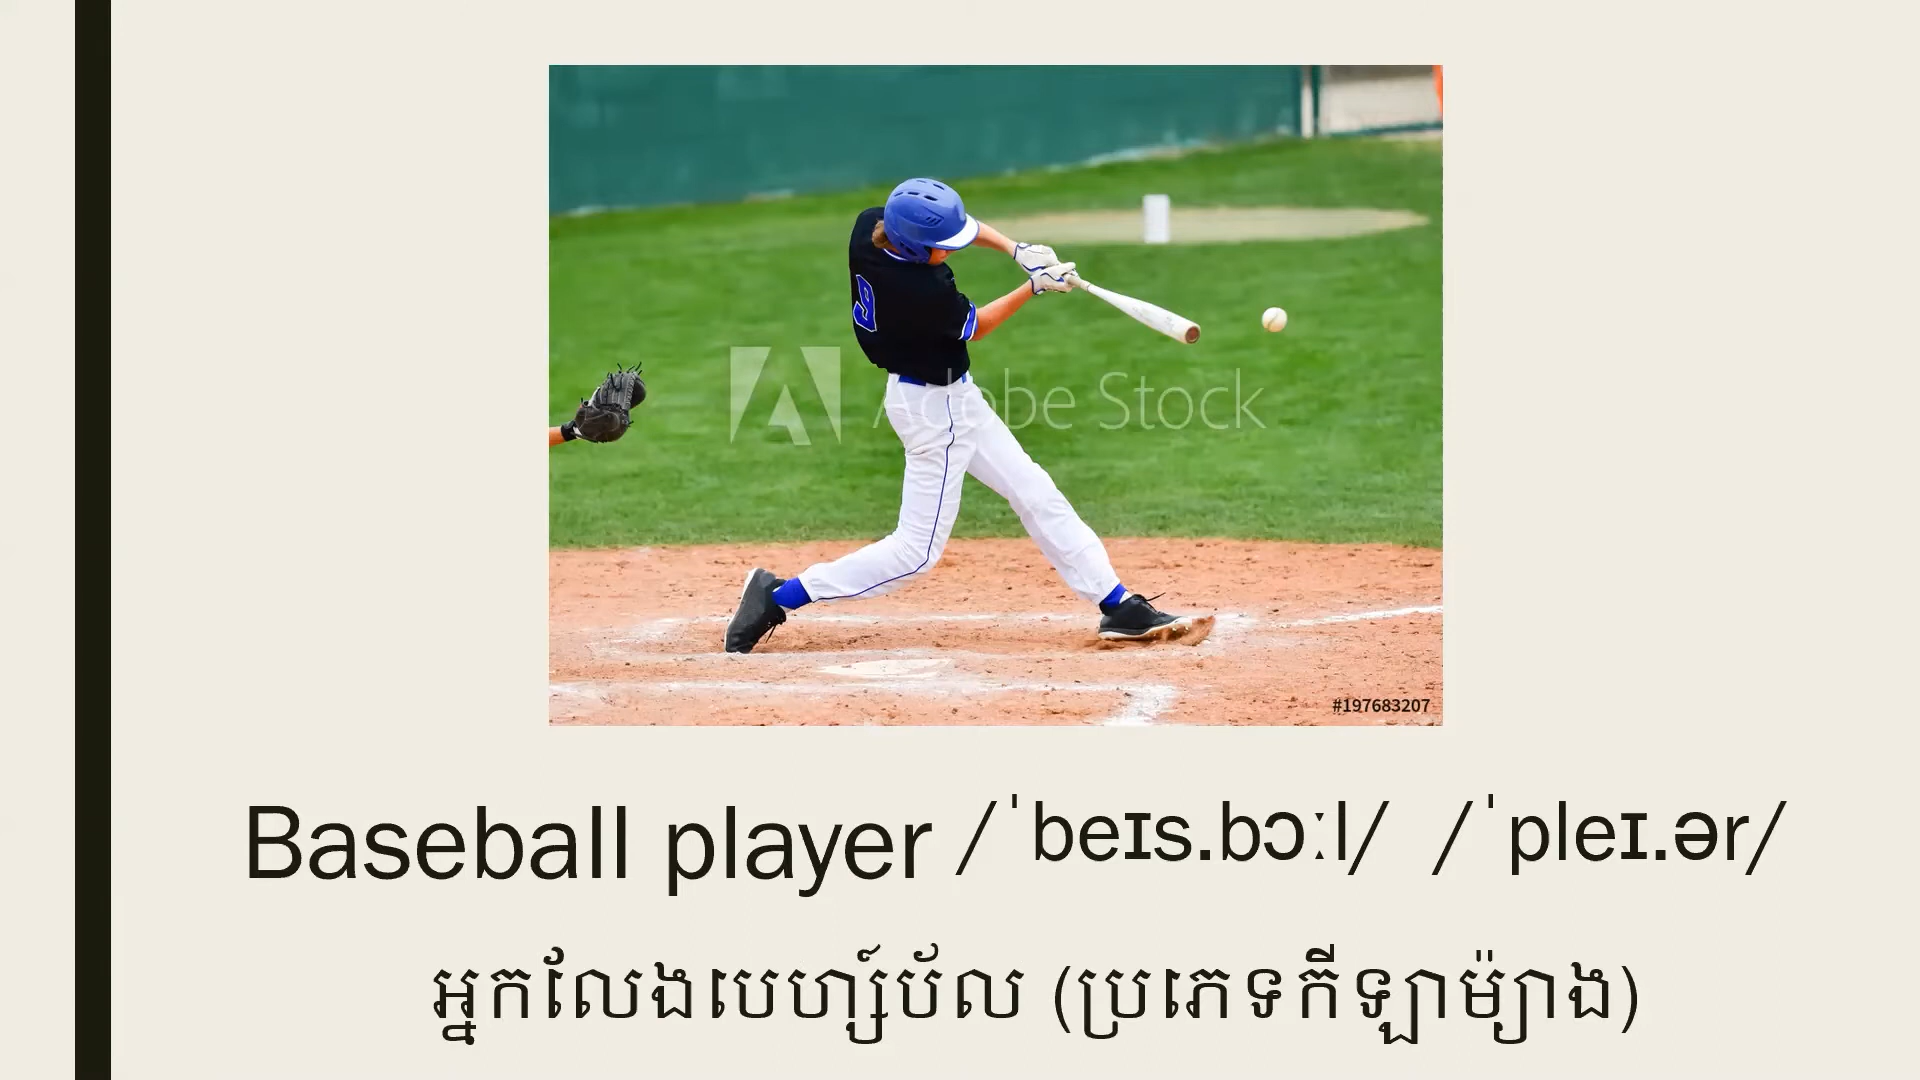 9
Adobe Stock
#197683207
Baseball player /ˈbeɪs.bɔːl/ /ˈpleɪ.ər/
អ្នកលែងបេហ្ស៍ប័ល (ប្រភេទកីឡាម៉្យាង)